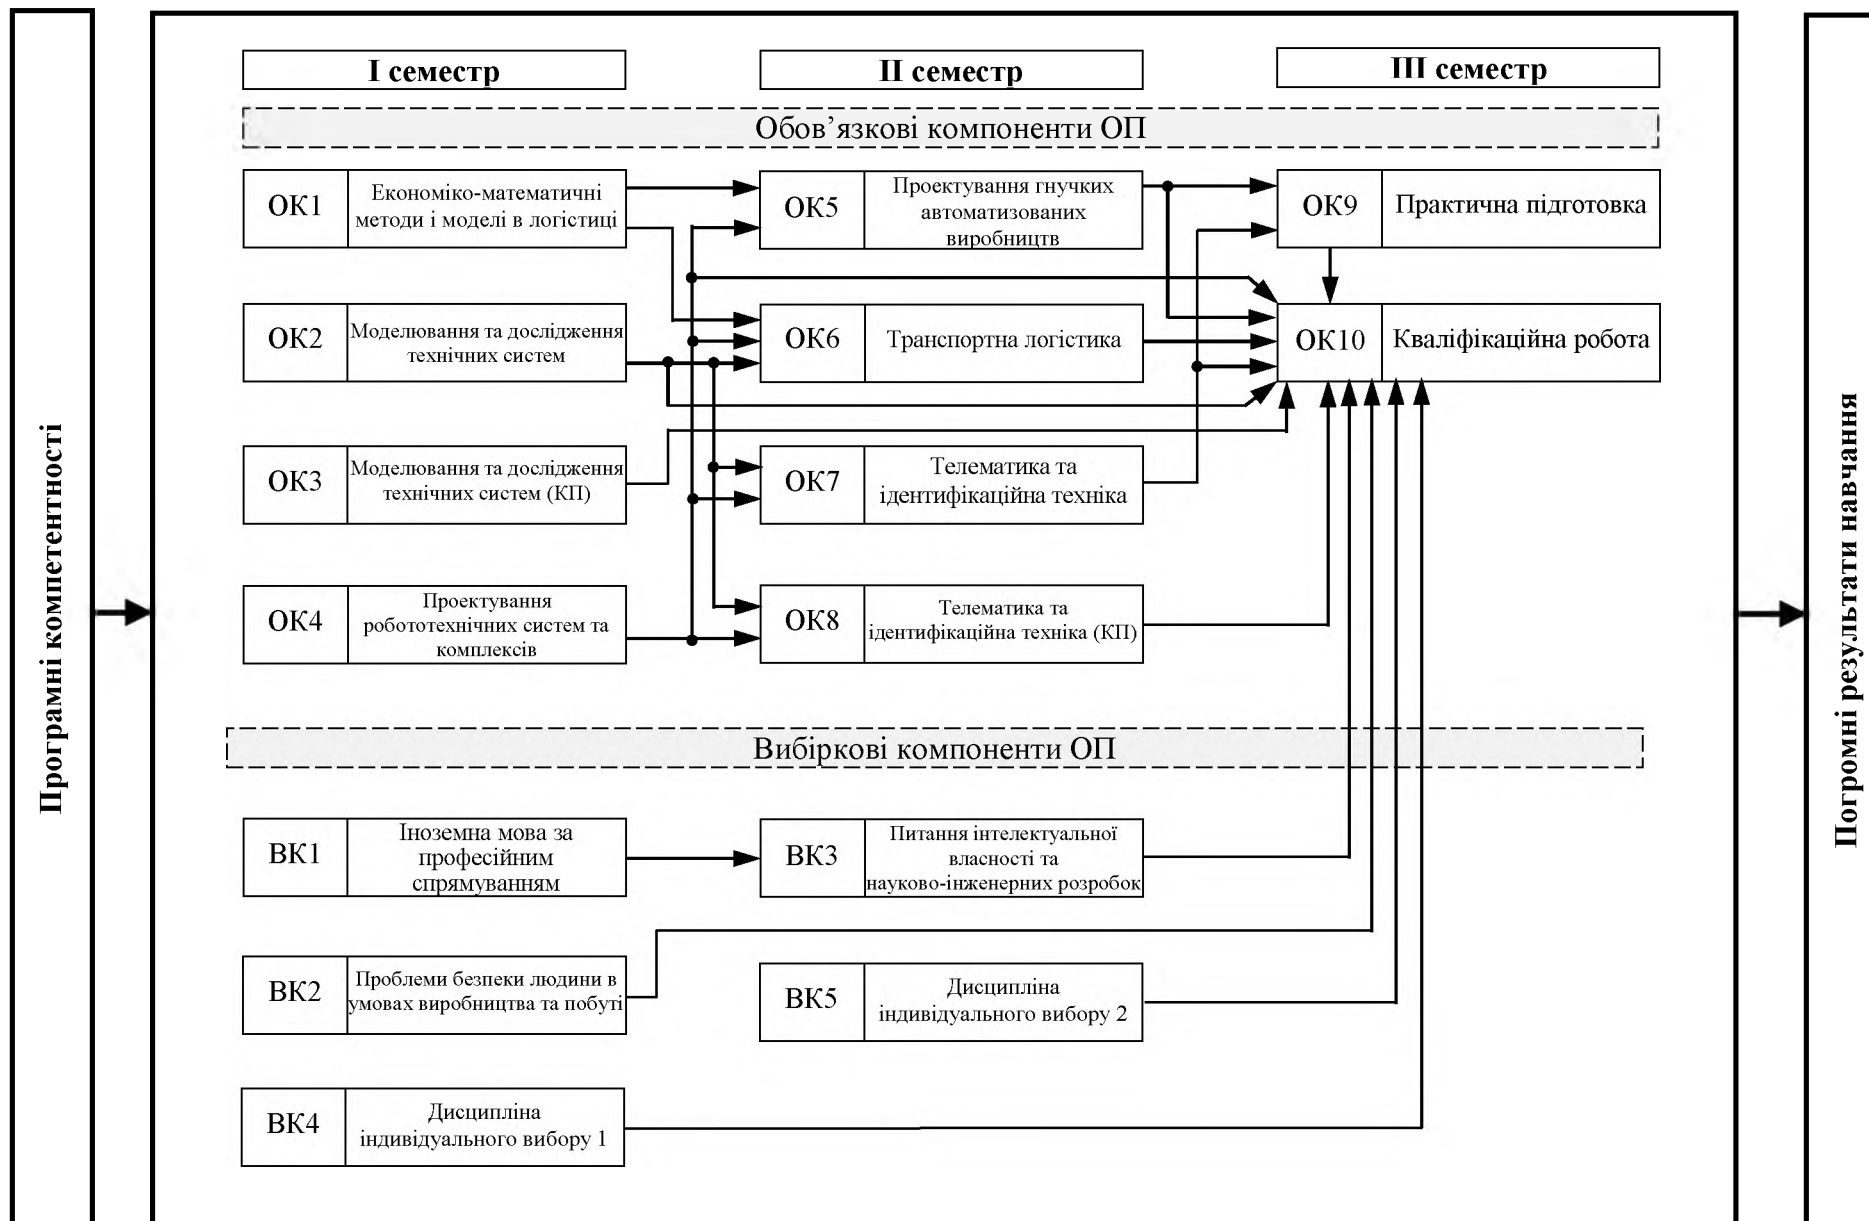 Програмні компетентності
I семестр
II семестр
III семестр
Обов’язкові компоненти ОП
ОК1
Економіко-математичні
методи і моделі в логістиці
ОК5
Проектування гнучких
автоматизованих
виробництв
ОК9
Практична підготовка
ОК2
Моделювання та дослідження
технічних систем
ОК6
Транспортна логістика
ОК10
Кваліфікаційна робота
ОК3
Моделювання та дослідження
технічних систем (КП)
ОК7
Телематика та
ідентифікаційна техніка
ОК4
Проектування
робототехнічних систем та
комплексів
ОК8
Телематика та
ідентифікаційна техніка (КП)
Вибіркові компоненти ОП
ВК1
Іноземна мова за
професійним
спрямуванням
ВК3
Питання інтелектуальної
власності та
науково-інженерних розробок
ВК2
Проблеми безпеки людини в
умовах виробництва та побуті
ВК5
Дисципліна
індивідуального вибору 2
ВК4
Дисципліна
індивідуального вибору 1
Погромні результати навчання